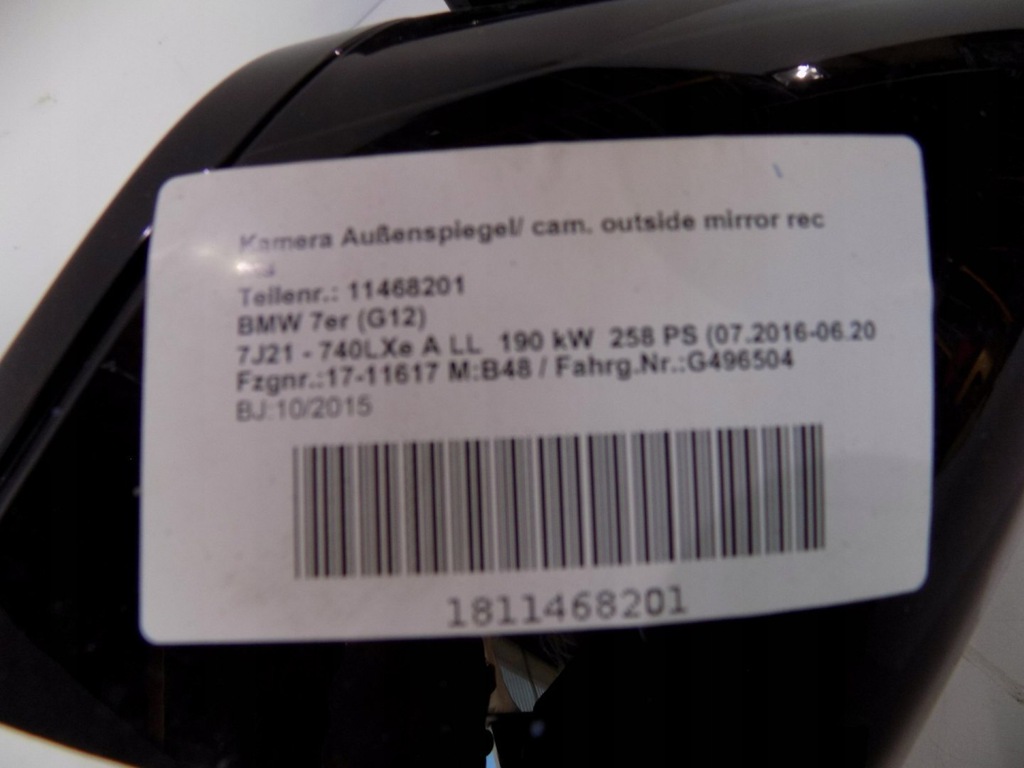 Kamera Außenspiegel/ cam. outside mirror rec
Teilenr.: 11468201
BMW 7er (G12)
7J21 - 740LXe A LL 190 kW 258 PS (07.2016-06.20
Fzgnr.:17-11617 M:B48 / Fahrg.Nr.:G496504
BJ:10/2015
1811468201